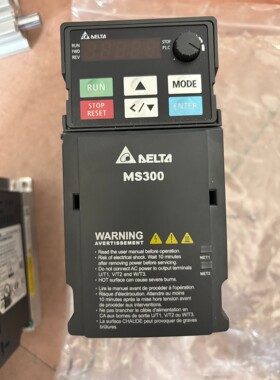 DELTA
RUN
FWD
REV
STOP
PLC
RUN
MODE
STOP
RESET
ENTER
DELTA
MS300
WARNING
AVERTISSEMENT
Read the user manual before operation.
Risk of electrical shock. Wait 10 minutes
after removing power before servicing.
Do not connect AC power to output terminals
U/T1, V/T2 and W/T3.
HOT surface can cause severe burns.
NET1
NET2
Lire le manuel avant de procéder à l'opération.
Risque d'électrocution. Attendre au moins
10 minutes après la mise hors tension avant
d'intervenir.
Ne pas brancher le câble d'alimentation en
CA aux bornes de sortie U/T1, V/T2 ou W/T3.
La surface CHAUDE peut provoquer de graves
brûlures.